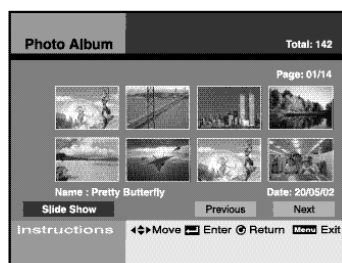 Photo Album
Total: 142
Page: 01/14
Name : Pretty Butterfly
Date: 20/05/02
Slide Show
Previous
Next
Instructions
Move Enter Return Menu Exit